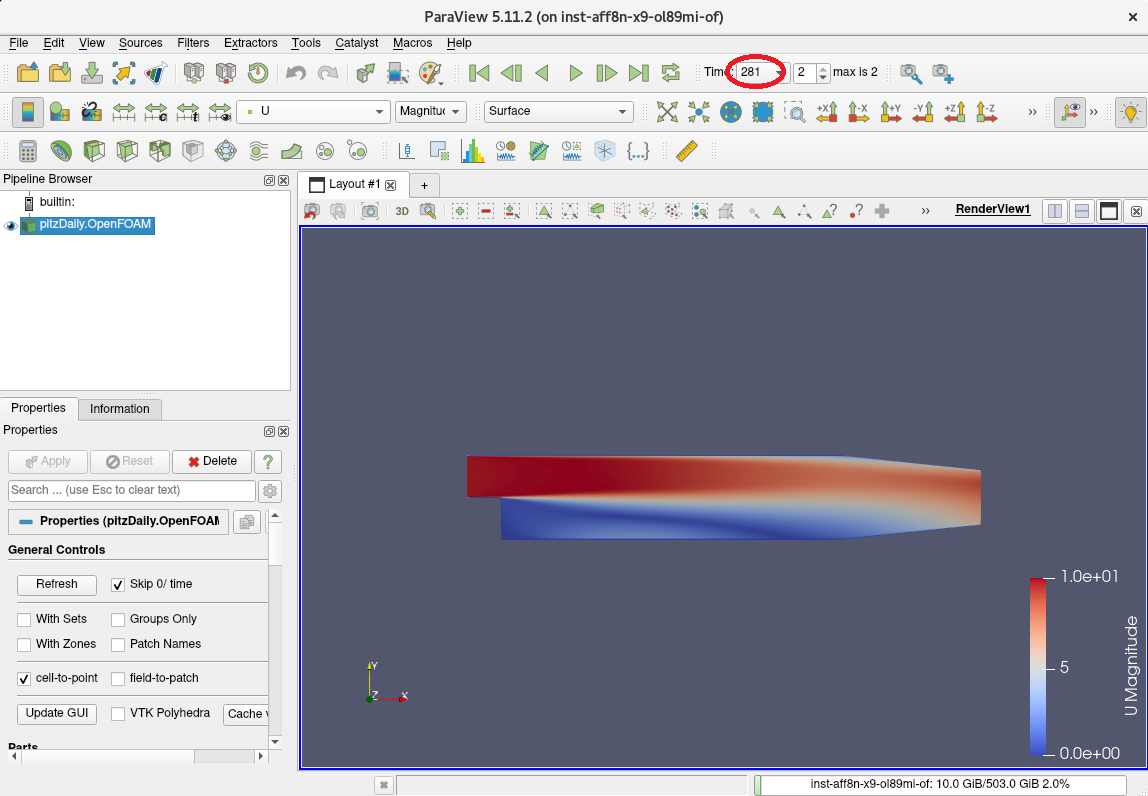 ParaView 5.11.2 (on inst-aff8n-x9-ol89mi-of)
File Edit View Sources Filters Extractors Tools Catalyst Macros Help
Time: 281 2 max is 2
U Magnitu Surface
+X -X +Y -Y +Z -Z
Pipeline Browser
builtin:
pitzDaily.OpenFOAM
Layout #1 +
3D
RenderView1
Properties Information
Properties
Apply Reset Delete ?
Search ... (use Esc to clear text)
Properties (pitzDaily.OpenFOAM
General Controls
Refresh Skip 0/ time
With Sets Groups Only
With Zones Patch Names
cell-to-point field-to-patch
Update GUI VTK Polyhedra Cache
Parts
Y
Z X
1.0e+01
5
0.0e+00
U Magnitude
inst-aff8n-x9-ol89mi-of: 10.0 GiB/503.0 GiB 2.0%